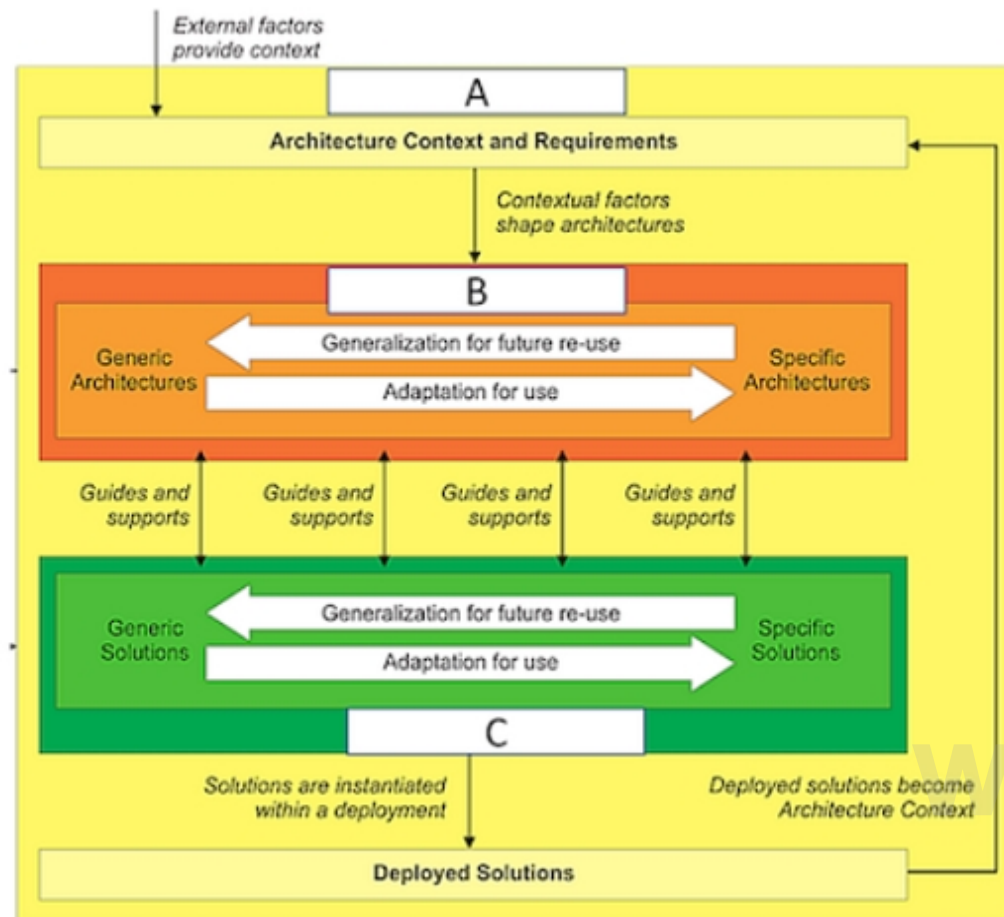 External factors
provide context
A
Architecture Context and Requirements
Contextual factors
shape architectures
B
Generic
Architectures
Generalization for future re-use
Adaptation for use
Specific
Architectures
Guides and
supports
Guides and
supports
Guides and
supports
Guides and
supports
Generic
Solutions
Generalization for future re-use
Adaptation for use
Specific
Solutions
C
Solutions are instantiated
within a deployment
Deployed solutions become
Architecture Context
Deployed Solutions